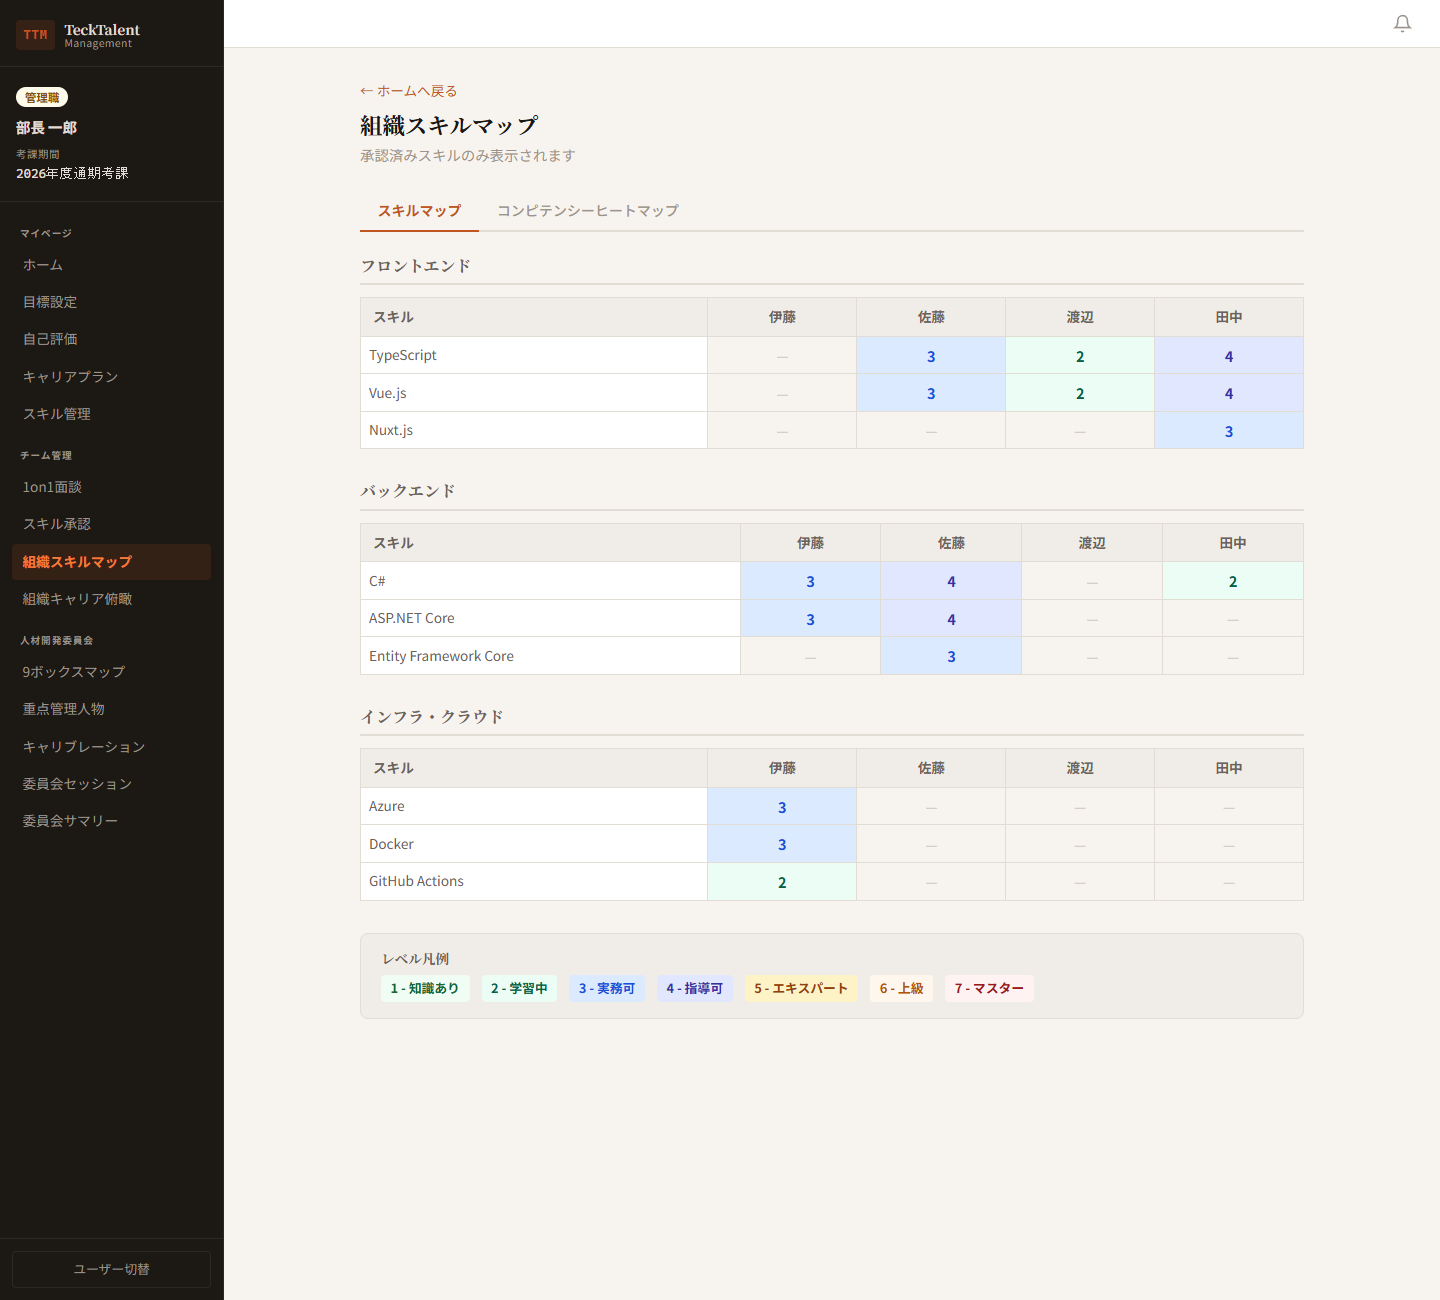 TTM
TeckTalent
Management
管理職
部長 一郎
考課期間
2026年度通期考課
マイページ
ホーム
目標設定
自己評価
キャリアプラン
スキル管理
チーム管理
1on1面談
スキル承認
組織スキルマップ
組織キャリア俯瞰
人材開発委員会
9ボックスマップ
重点管理人物
キャリブレーション
委員会セッション
委員会サマリー
ユーザー切替
← ホームへ戻る
組織スキルマップ
承認済みスキルのみ表示されます
スキルマップ コンピテンシーヒートマップ
フロントエンド
スキル 伊藤 佐藤 渡辺 田中
TypeScript — 3 2 4
Vue.js — 3 2 4
Nuxt.js — — — 3
バックエンド
スキル 伊藤 佐藤 渡辺 田中
C# 3 4 — 2
ASP.NET Core 3 4 — —
Entity Framework Core — 3 — —
インフラ・クラウド
スキル 伊藤 佐藤 渡辺 田中
Azure 3 — — —
Docker 3 — — —
GitHub Actions 2 — — —
レベル凡例
1 - 知識あり 2 - 学習中 3 - 実務可 4 - 指導可 5 - エキスパート 6 - 上級 7 - マスター